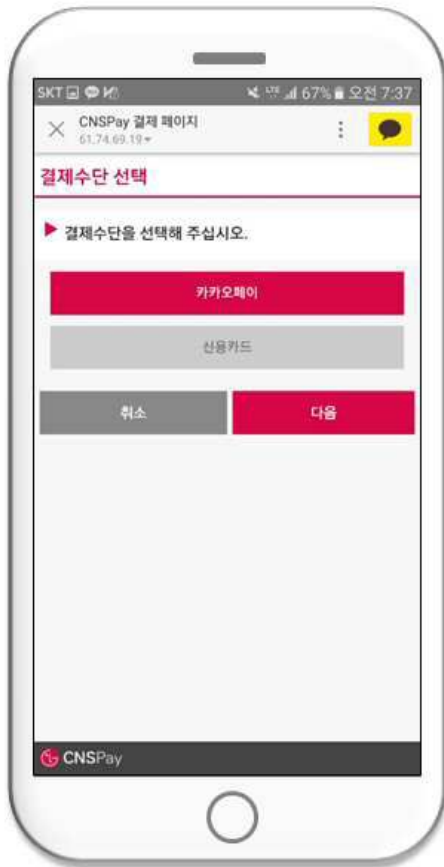 SKT 67% 오전 7:37
CNSPay 결제 페이지
61.74.69.19
결제수단 선택
결제수단을 선택해 주십시오.
카카오페이
신용카드
취소 다음
CNSPay